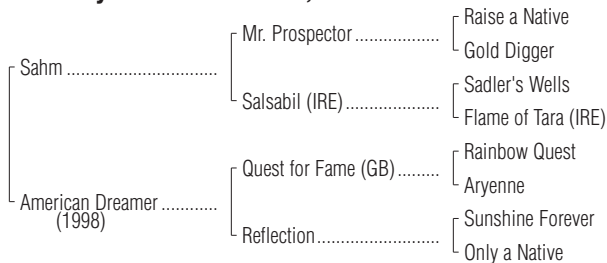 Raise a Native
Mr. Prospector ..................
Gold Digger
Sahm ................................
Sadler's Wells
Salsabil (IRE) ....................
Flame of Tara (IRE)
Rainbow Quest
Quest for Fame (GB) .........
Aryenne
American Dreamer ............
(1998)
Sunshine Forever
Reflection ..........................
Only a Native